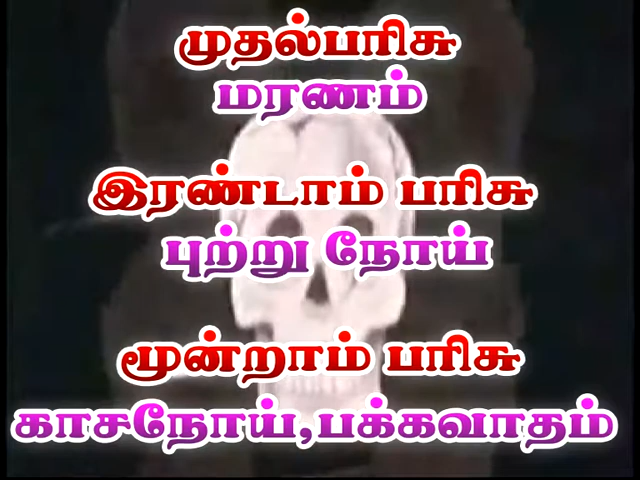 முதல்பரிசு
மரணம்
இரண்டாம் பரிசு
புற்று நோய்
மூன்றாம் பரிசு
காசநோய்,பக்கவாதம்